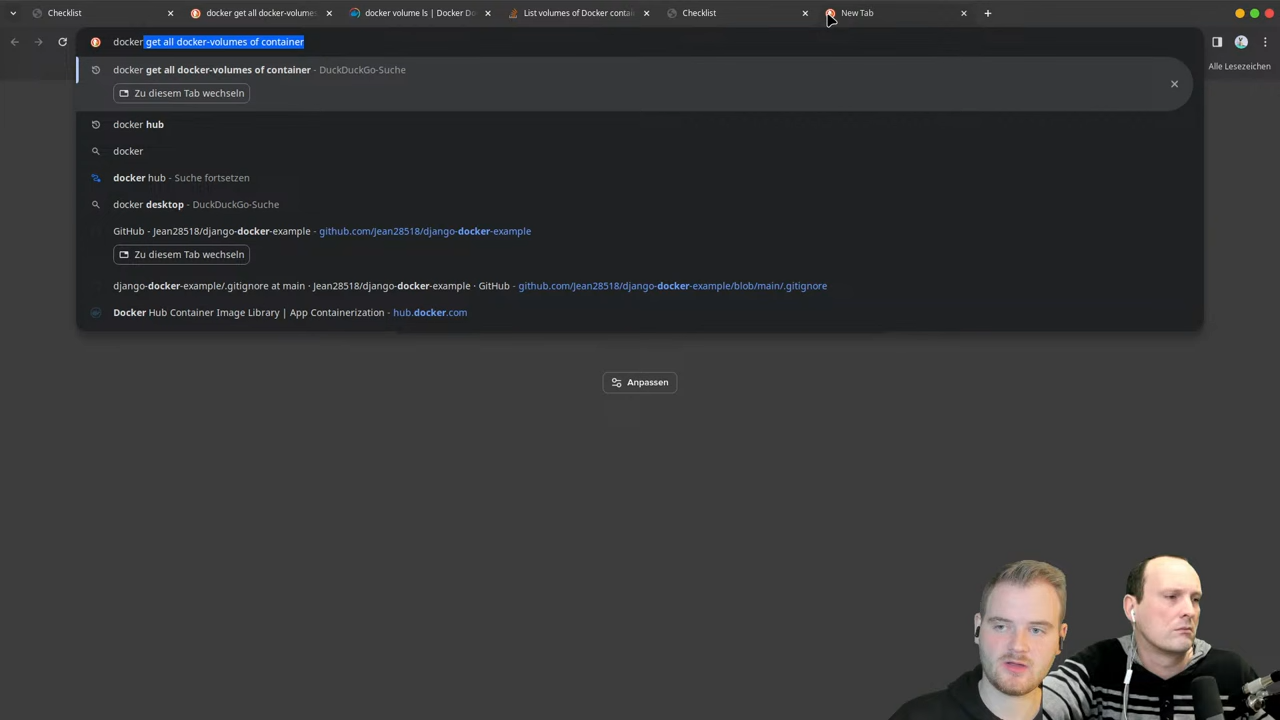 Checklist
docker get all docker-volumes
docker volume ls | Docker Do
List volumes of Docker contai
Checklist
New Tab
docker get all docker-volumes of container
Alle Lesezeichen
docker get all docker-volumes of container - DuckDuckGo-Suche
Zu diesem Tab wechseln
docker hub
docker
docker hub - Suche fortsetzen
docker desktop - DuckDuckGo-Suche
GitHub - Jean28518/django-docker-example - github.com/Jean28518/django-docker-example
Zu diesem Tab wechseln
django-docker-example/.gitignore at main · Jean28518/django-docker-example · GitHub - github.com/Jean28518/django-docker-example/blob/main/.gitignore
Docker Hub Container Image Library | App Containerization - hub.docker.com
Anpassen